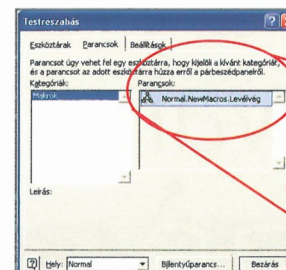 Testreszabás
Eszköztárak Parancsok Beállítások
Parancsot úgy vehet fel egy eszköztárra, hogy kijelöli a kívánt kategóriát,
és a parancsot az adott eszköztárra húzza erről a párbeszédpanelről.
Kategóriák: Parancsok:
Makrók Normal.NewMacros.Levélvég
Leírás:
Hely: Normal Billentyűparancs... Bezárás